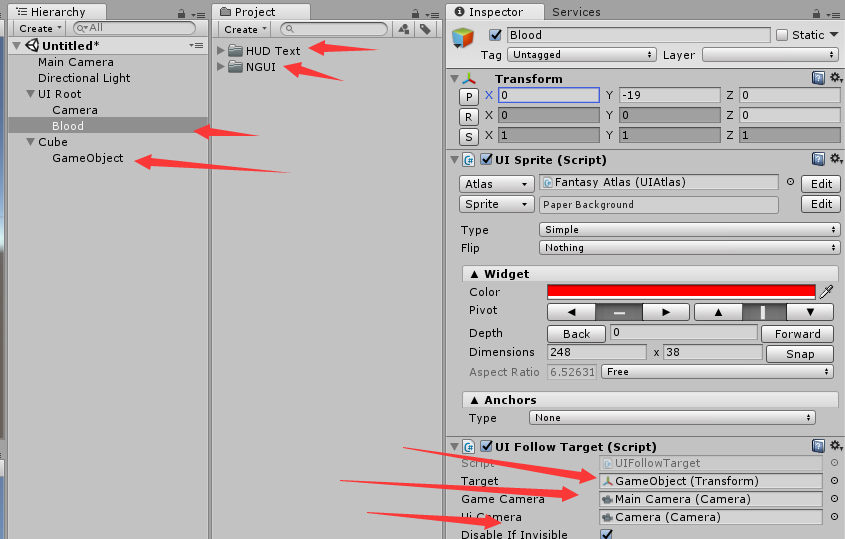 Hierarchy
Create
All
Untitled*
Main Camera
Directional Light
UI Root
Camera
Blood
Cube
GameObject
Project
Create
HUD Text
NGUI
Inspector Services
Blood Static
Tag Untagged Layer
Transform
P X 0 Y -19 Z 0
R X 0 Y 0 Z 0
S X 1 Y 1 Z 1
UI Sprite (Script)
Atlas Fantasy Atlas (UIAtlas) Edit
Sprite Paper Background Edit
Type Simple
Flip Nothing
▲ Widget
Color
Pivot
Depth Back 0 Forward
Dimensions 248 x 38 Snap
Aspect Ratio 6.52631 Free
▲ Anchors
Type None
UI Follow Target (Script)
Script UIFollowTarget
Target GameObject (Transform)
Game Camera Main Camera (Camera)
Ui Camera Camera (Camera)
Disable If Invisible